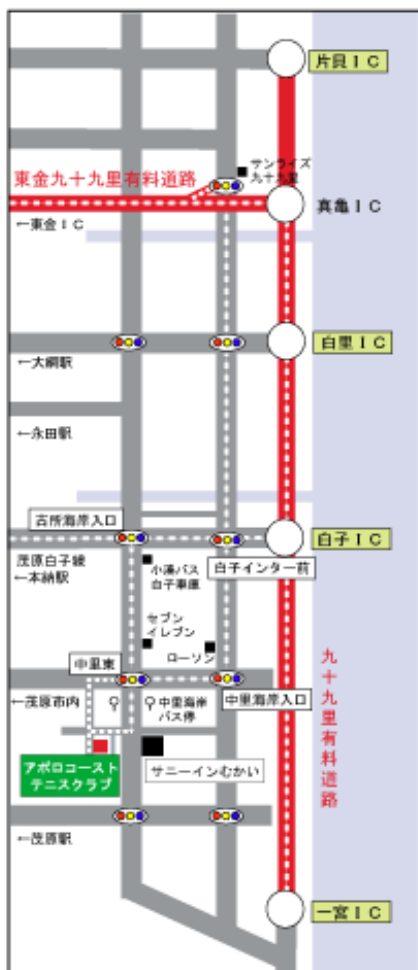 片貝IC
サンライズ
九十九里
東金九十九里有料道路
真亀IC
←東金IC
白里IC
←大網駅
←永田駅
古所海岸入口
白子IC
茂原白子線
←本納駅
小湊バス
白子車庫
白子インター前
セブン
イレブン
ローソン
中里東
九十九里有料道路
←茂原市内
中里海岸
バス停
中里海岸入口
アポロコースト
テニスクラブ
サニーインむかい
←茂原駅
一宮IC